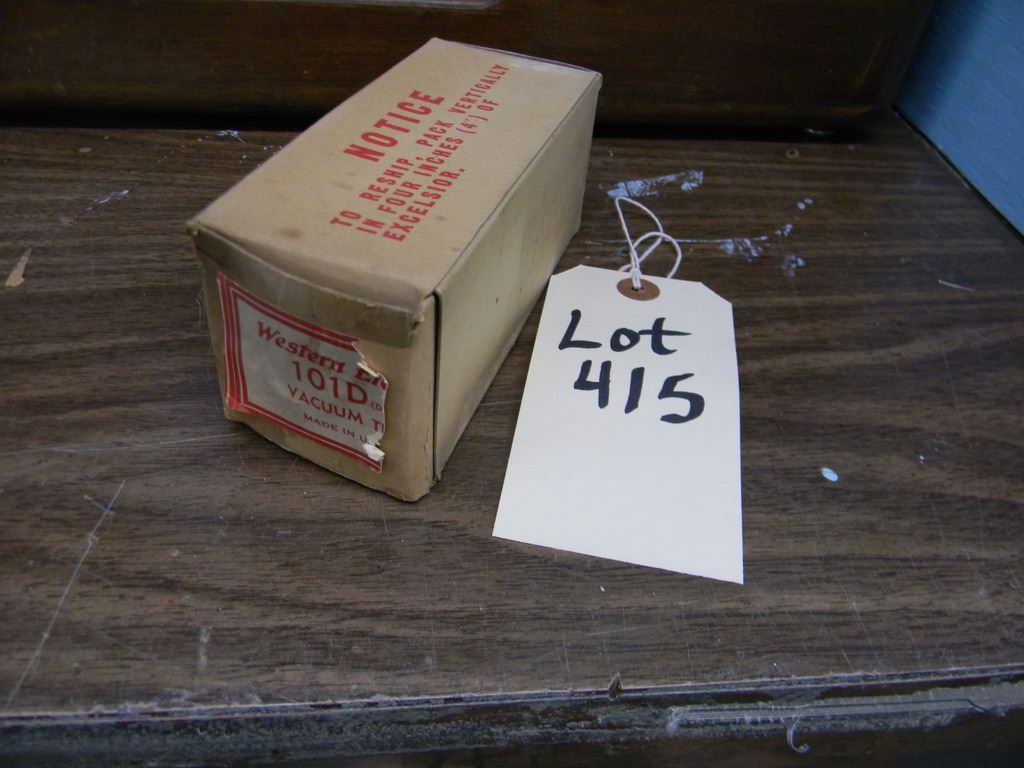 NOTICE
TO RESHIP, PACK VERTICALLY
IN FOUR INCHES (4") OF
EXCELSIOR.
Western
101D
VACUUM
MADE IN
Lot
415